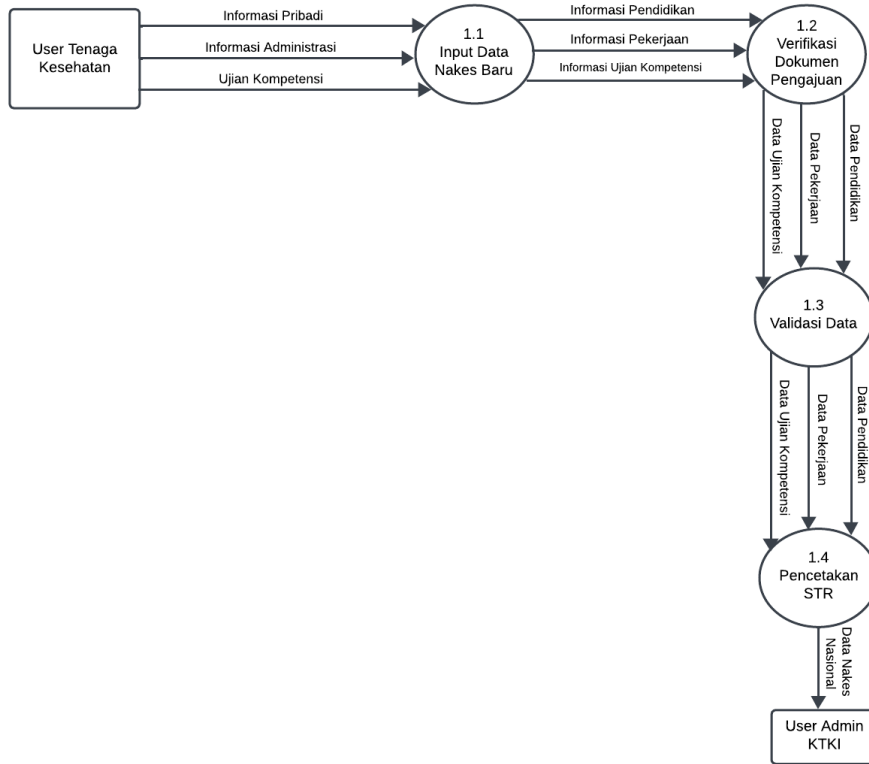 User Tenaga
Kesehatan
Informasi Pribadi
Informasi Administrasi
Ujian Kompetensi
1.1
Input Data
Nakes Baru
Informasi Pendidikan
Informasi Pekerjaan
Informasi Ujian Kompetensi
1.2
Verifikasi
Dokumen
Pengajuan
Data Ujian Kompetensi
Data Pekerjaan
Data Pendidikan
1.3
Validasi Data
Data Ujian Kompetensi
Data Pekerjaan
Data Pendidikan
1.4
Pencetakan
STR
Data Nakes
Nasional
User Admin
KTKI